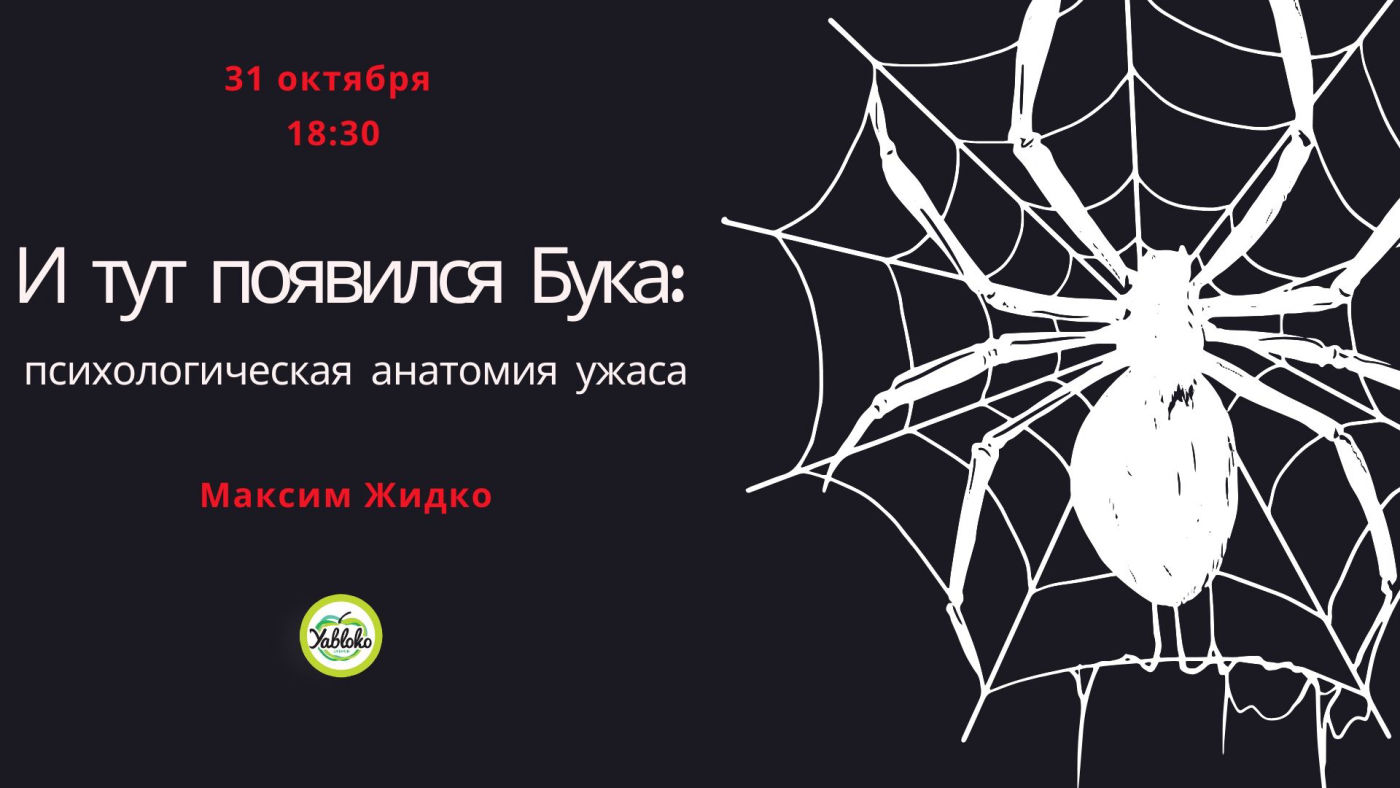 31 октября
18:30
И тут появился Бука:
психологическая анатомия ужаса
Максим Жидко
Yabloko